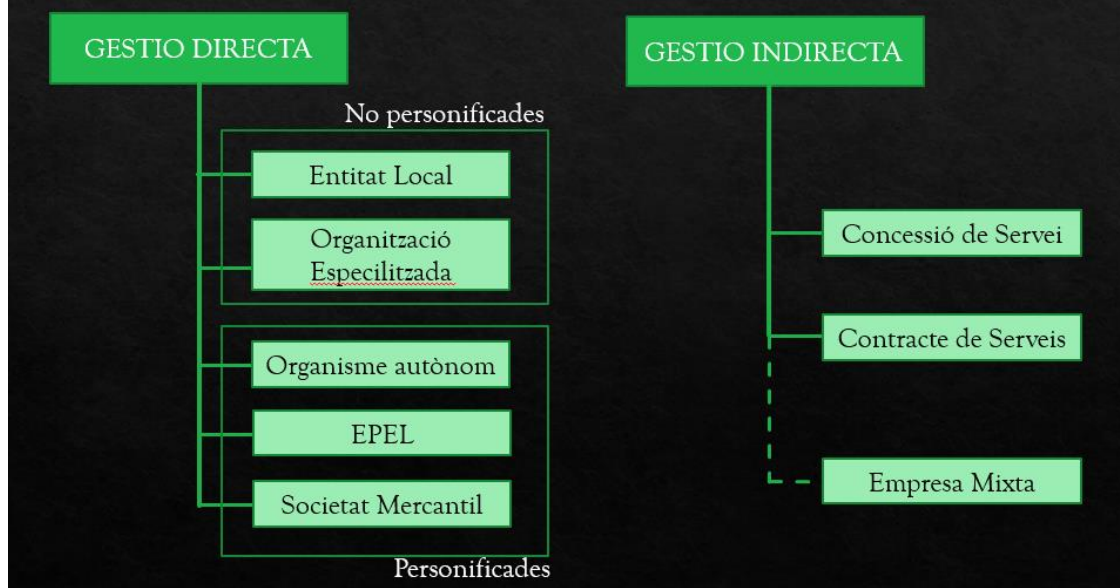 GESTIO DIRECTA
No personificades
Entitat Local
Organització
Especilitzada
Organisme autònom
EPEL
Societat Mercantil
Personificades
GESTIO INDIRECTA
Concessió de Servei
Contracte de Serveis
Empresa Mixta